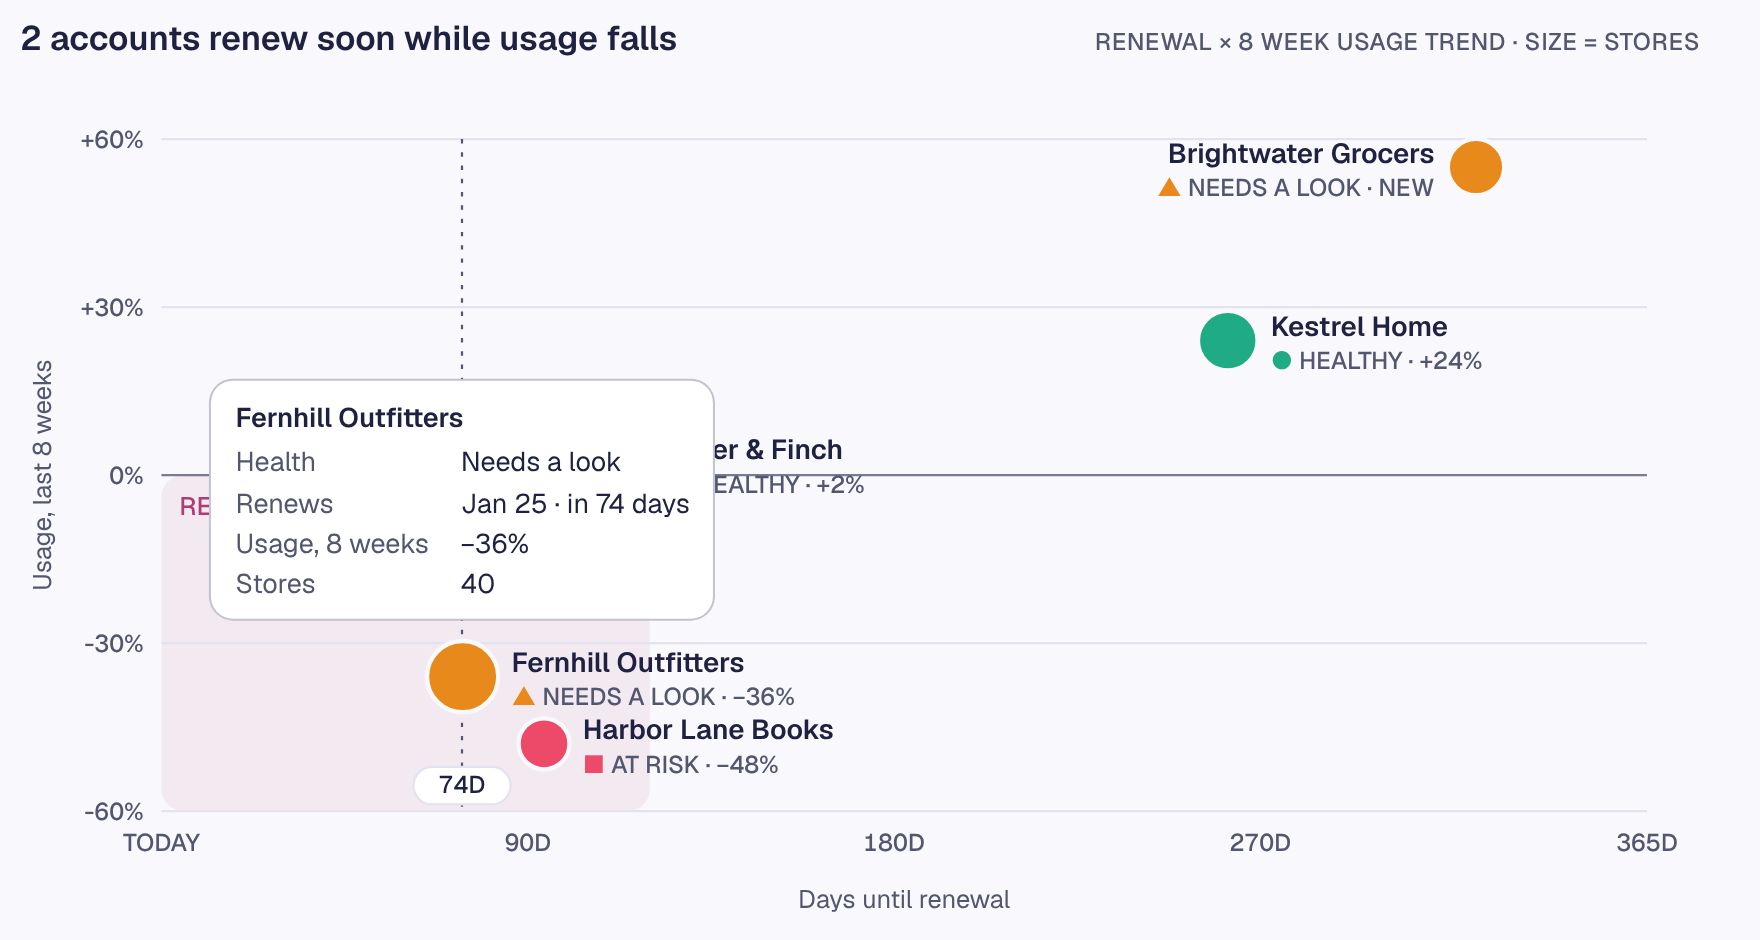 2 accounts renew soon while usage falls
RENEWAL × 8 WEEK USAGE TREND · SIZE = STORES
+60%
+30%
0%
-30%
-60%
Usage, last 8 weeks
Brightwater Grocers
NEEDS A LOOK · NEW
Kestrel Home
HEALTHY · +24%
er & Finch
EALTHY · +2%
RE
Fernhill Outfitters
Health Needs a look
Renews Jan 25 · in 74 days
Usage, 8 weeks –36%
Stores 40
Fernhill Outfitters
NEEDS A LOOK · –36%
Harbor Lane Books
AT RISK · –48%
74D
TODAY 90D 180D 270D 365D
Days until renewal